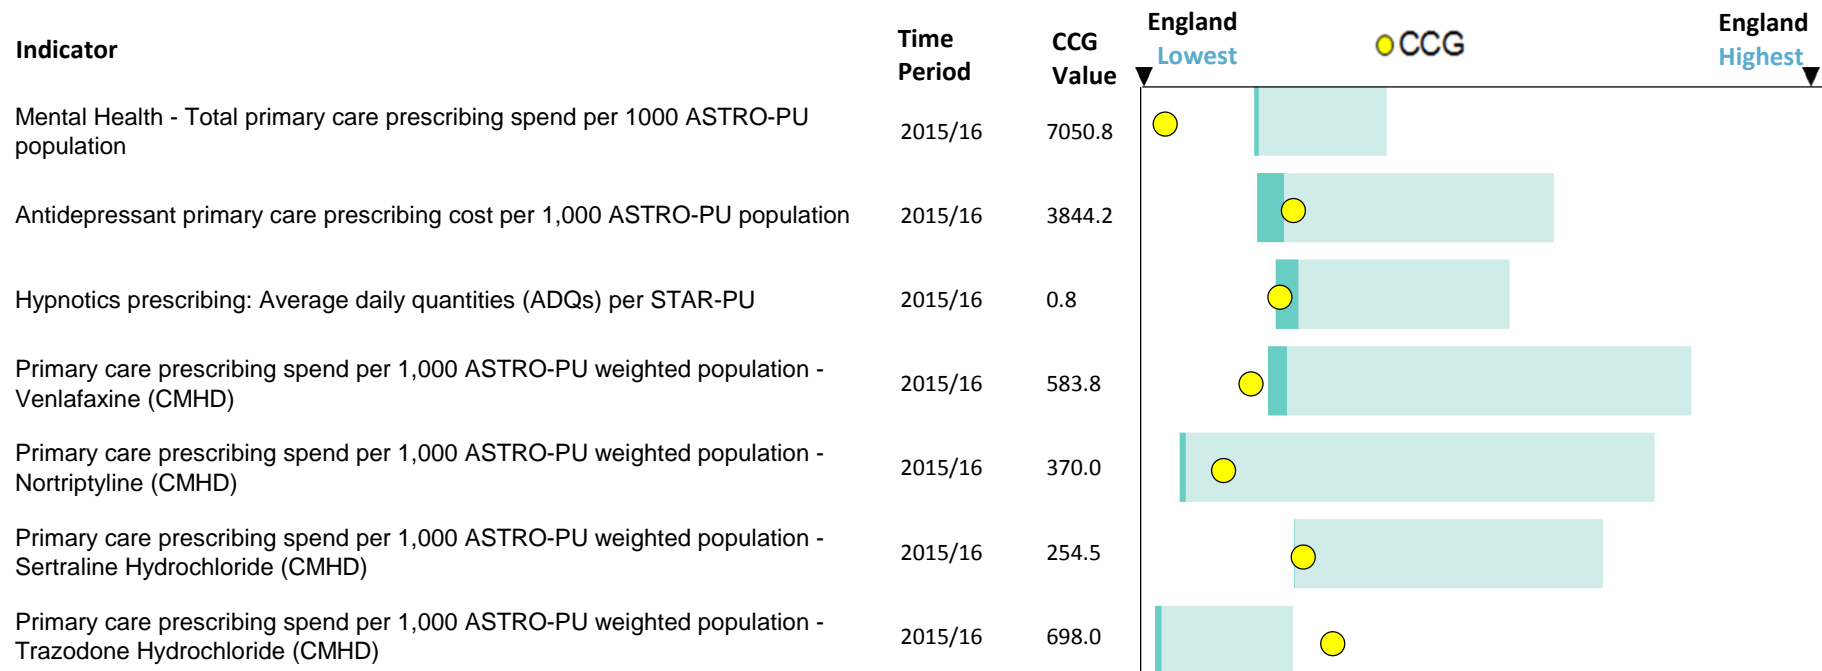 Indicator
Time
Period
CCG
Value
England
Lowest
CCG
England
Highest
Mental Health - Total primary care prescribing spend per 1000 ASTRO-PU
population
2015/16
7050.8
Antidepressant primary care prescribing cost per 1,000 ASTRO-PU population
2015/16
3844.2
Hypnotics prescribing: Average daily quantities (ADQs) per STAR-PU
2015/16
0.8
Primary care prescribing spend per 1,000 ASTRO-PU weighted population -
Venlafaxine (CMHD)
2015/16
583.8
Primary care prescribing spend per 1,000 ASTRO-PU weighted population -
Nortriptyline (CMHD)
2015/16
370.0
Primary care prescribing spend per 1,000 ASTRO-PU weighted population -
Sertraline Hydrochloride (CMHD)
2015/16
254.5
Primary care prescribing spend per 1,000 ASTRO-PU weighted population -
Trazodone Hydrochloride (CMHD)
2015/16
698.0